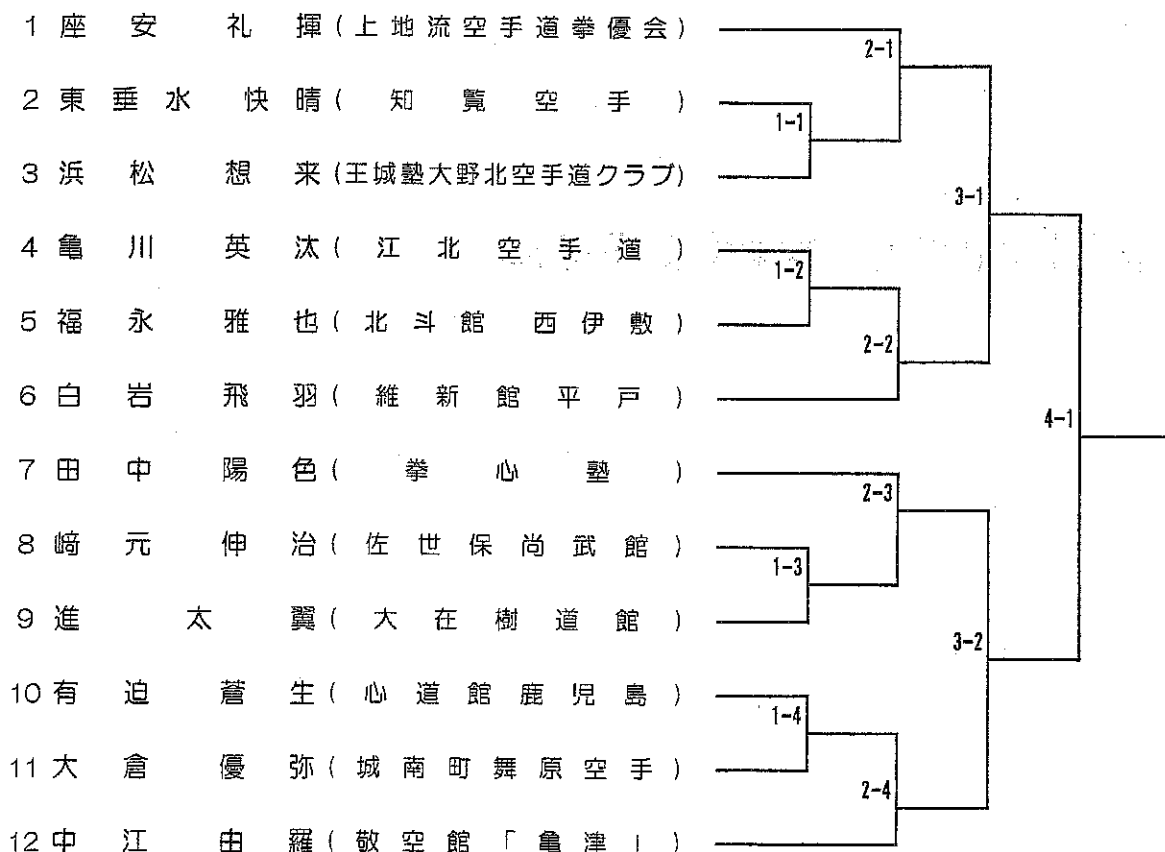 1 座安礼揮(上地流空手道拳優会)
2 東垂水快晴(知覧空手)
3 浜松想来(王城塾大野北空手道クラブ)
4 亀川英汰(江北空手道)
5 福永雅也(北斗館 西伊敷)
6 白岩飛羽(維新館平戸)
7 田中陽色(拳心塾)
8 﨑元伸治(佐世保尚武館)
9 進太翼(大在樹道館)
10 有迫蒼生(心道館鹿児島)
11 大倉優弥(城南町舞原空手)
12 中江由羅(敬空館「亀津」)
2-1
1-1
3-1
1-2
2-2
4-1
2-3
1-3
3-2
1-4
2-4